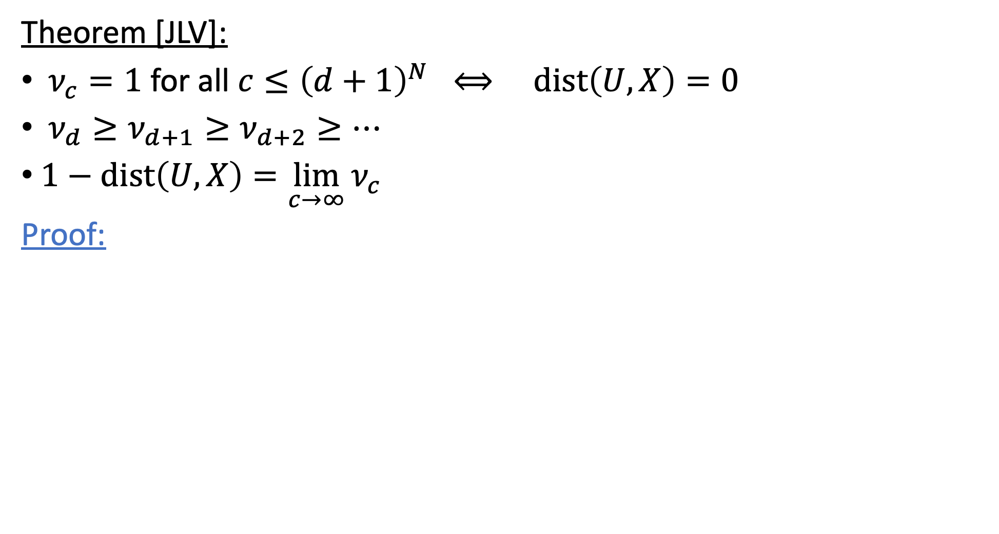 Theorem [JLV]:
• 𝜈_c = 1 for all c ≤ (d + 1)^N ⟺ dist(U, X) = 0
• 𝜈_d ≥ 𝜈_{d+1} ≥ 𝜈_{d+2} ≥ ⋯
• 1 − dist(U, X) = lim_{c→∞} 𝜈_c
Proof: